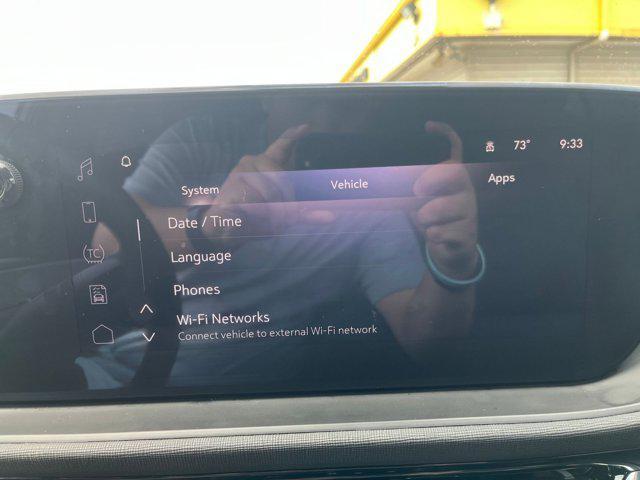 73° 9:33
System Vehicle Apps
Date / Time
Language
TC
Phones
Wi-Fi Networks
Connect vehicle to external Wi-Fi network